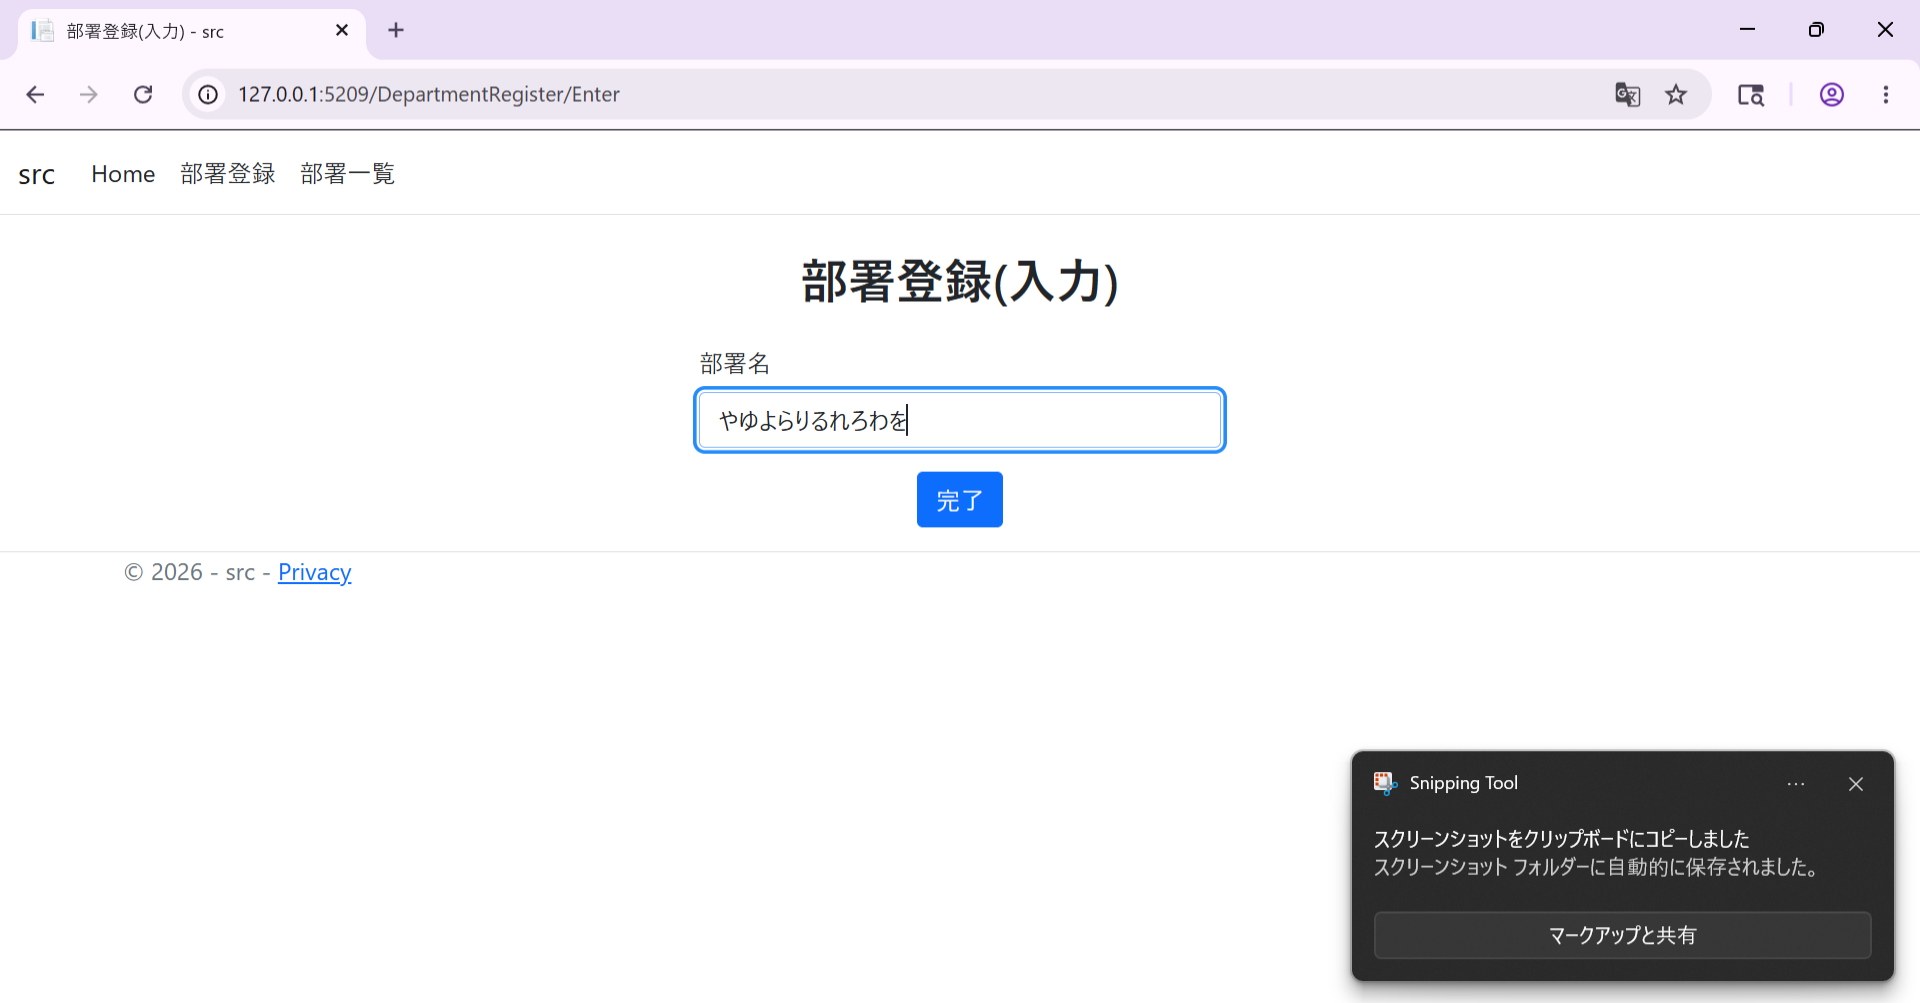 部署登録(入力) - src
127.0.0.1:5209/DepartmentRegister/Enter
src Home 部署登録 部署一覧
部署登録(入力)
部署名
やゆよらりるれろわを
完了
© 2026 - src - Privacy
Snipping Tool
スクリーンショットをクリップボードにコピーしました
スクリーンショット フォルダーに自動的に保存されました。
マークアップと共有